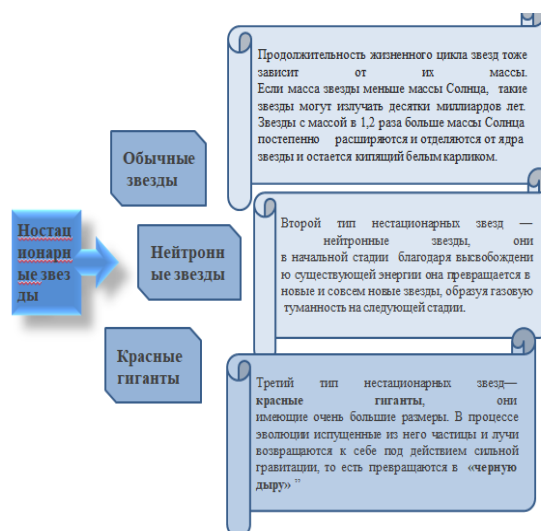 Ностац
ионарн
ые звез
ды
Обычные
звезды
Нейтронн
ые звезды
Красные
гиганты
Продолжительность жизненного цикла звезд тоже
зависит от их массы.
Если масса звезды меньше массы Солнца, такие
звезды могут излучать десятки миллиардов лет.
Звезды с массой в 1,2 раза больше массы Солнца
постепенно расширяются и отделяются от ядра
звезды и остается кипящий белым карликом.
Второй тип нестационарных звезд —
нейтронные звезды, они
в начальной стадии благодаря высвобождени
ю существующей энергии она превращается в
новые и совсем новые звезды, образуя газовую
туманность на следующей стадии.
Третий тип нестационарных звезд—
красные гиганты, они
имеющие очень большие размеры. В процессе
эволюции испущенные из него частицы и лучи
возвращаются к себе под действием сильной
гравитации, то есть превращаются в «черную
дыру» ”